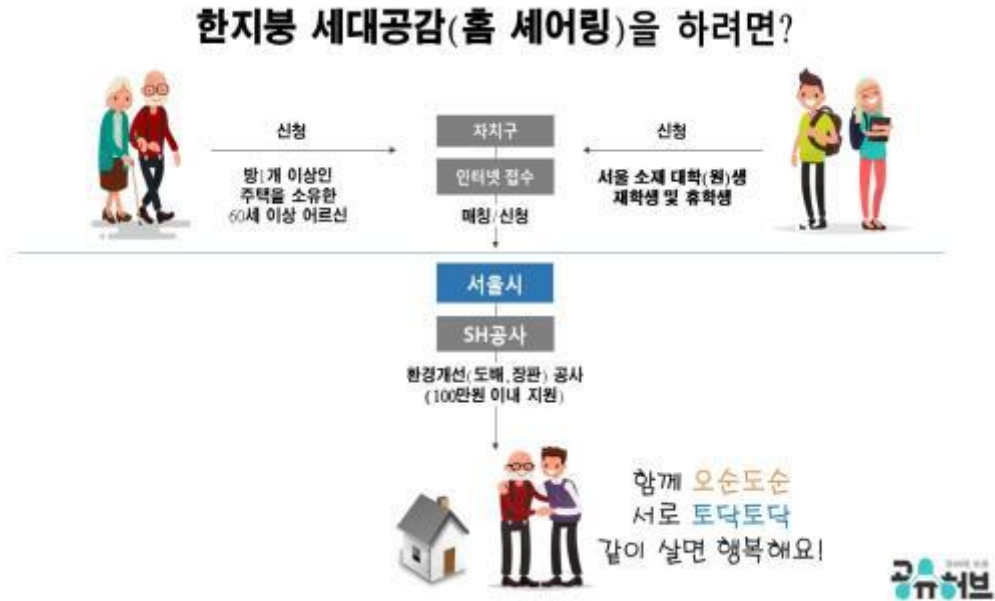 한지붕 세대공감(홈 셰어링)을 하려면?
신청
방1개 이상인
주택을 소유한
60세 이상 어르신
자치구
인터넷 접수
매칭/신청
신청
서울 소재 대학(원)생
재학생 및 휴학생
서울시
SH공사
환경개선(도배,장판) 공사
(100만원 이내 지원)
함께 오순도순
서로 토닥토닥
같이 살면 행복해요!
공유허브